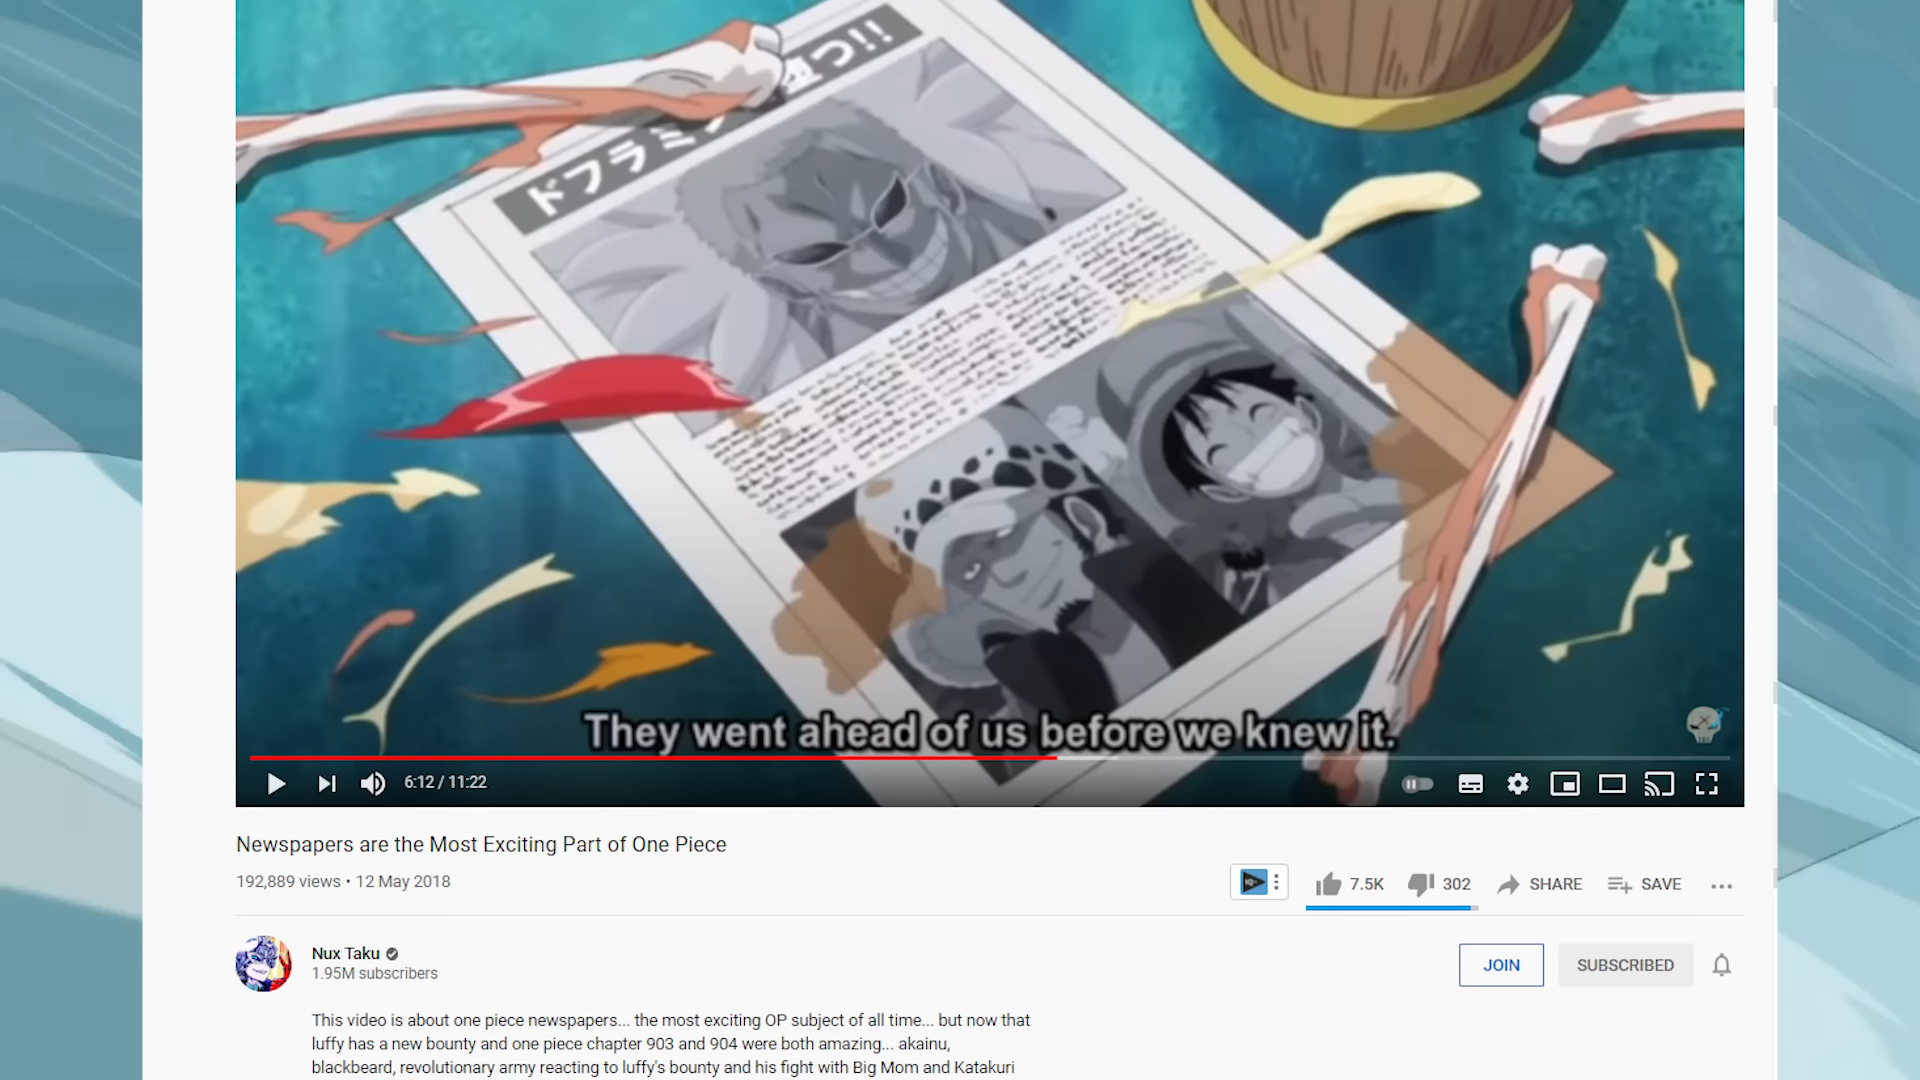 ドフラミン 立つ!!
They went ahead of us before we knew it.
6:12 / 11:22
Newspapers are the Most Exciting Part of One Piece
192,889 views • 12 May 2018
7.5K
302
SHARE
SAVE
Nux Taku
1.95M subscribers
JOIN
SUBSCRIBED
This video is about one piece newspapers... the most exciting OP subject of all time... but now that
luffy has a new bounty and one piece chapter 903 and 904 were both amazing... akainu,
blackbeard, revolutionary army reacting to luffy's bounty and his fight with Big Mom and Katakuri